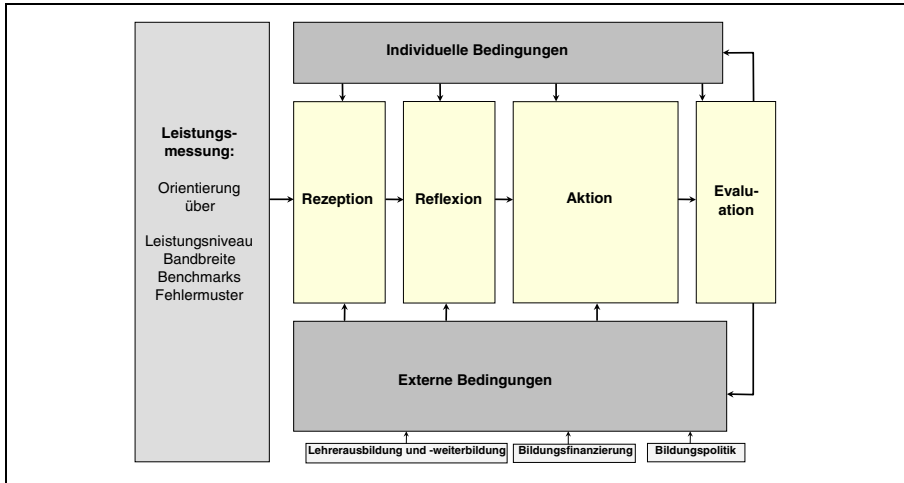 Individuelle Bedingungen
Leistungs-
messung:
Orientierung
über
Leistungsniveau
Bandbreite
Benchmarks
Fehlermuster
Rezeption
Reflexion
Aktion
Evalu-
ation
Externe Bedingungen
Lehrerausbildung und -weiterbildung
Bildungsfinanzierung
Bildungspolitik